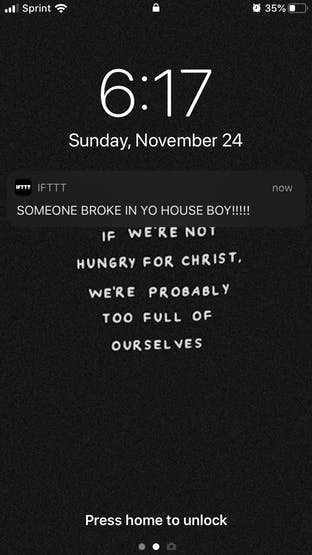 Sprint 35%
6:17
Sunday, November 24
IFTTT IFTTT now
SOMEONE BROKE IN YO HOUSE BOY!!!!!
IF WE'RE NOT
HUNGRY FOR CHRIST,
WE'RE PROBABLY
TOO FULL OF
OURSELVES
Press home to unlock